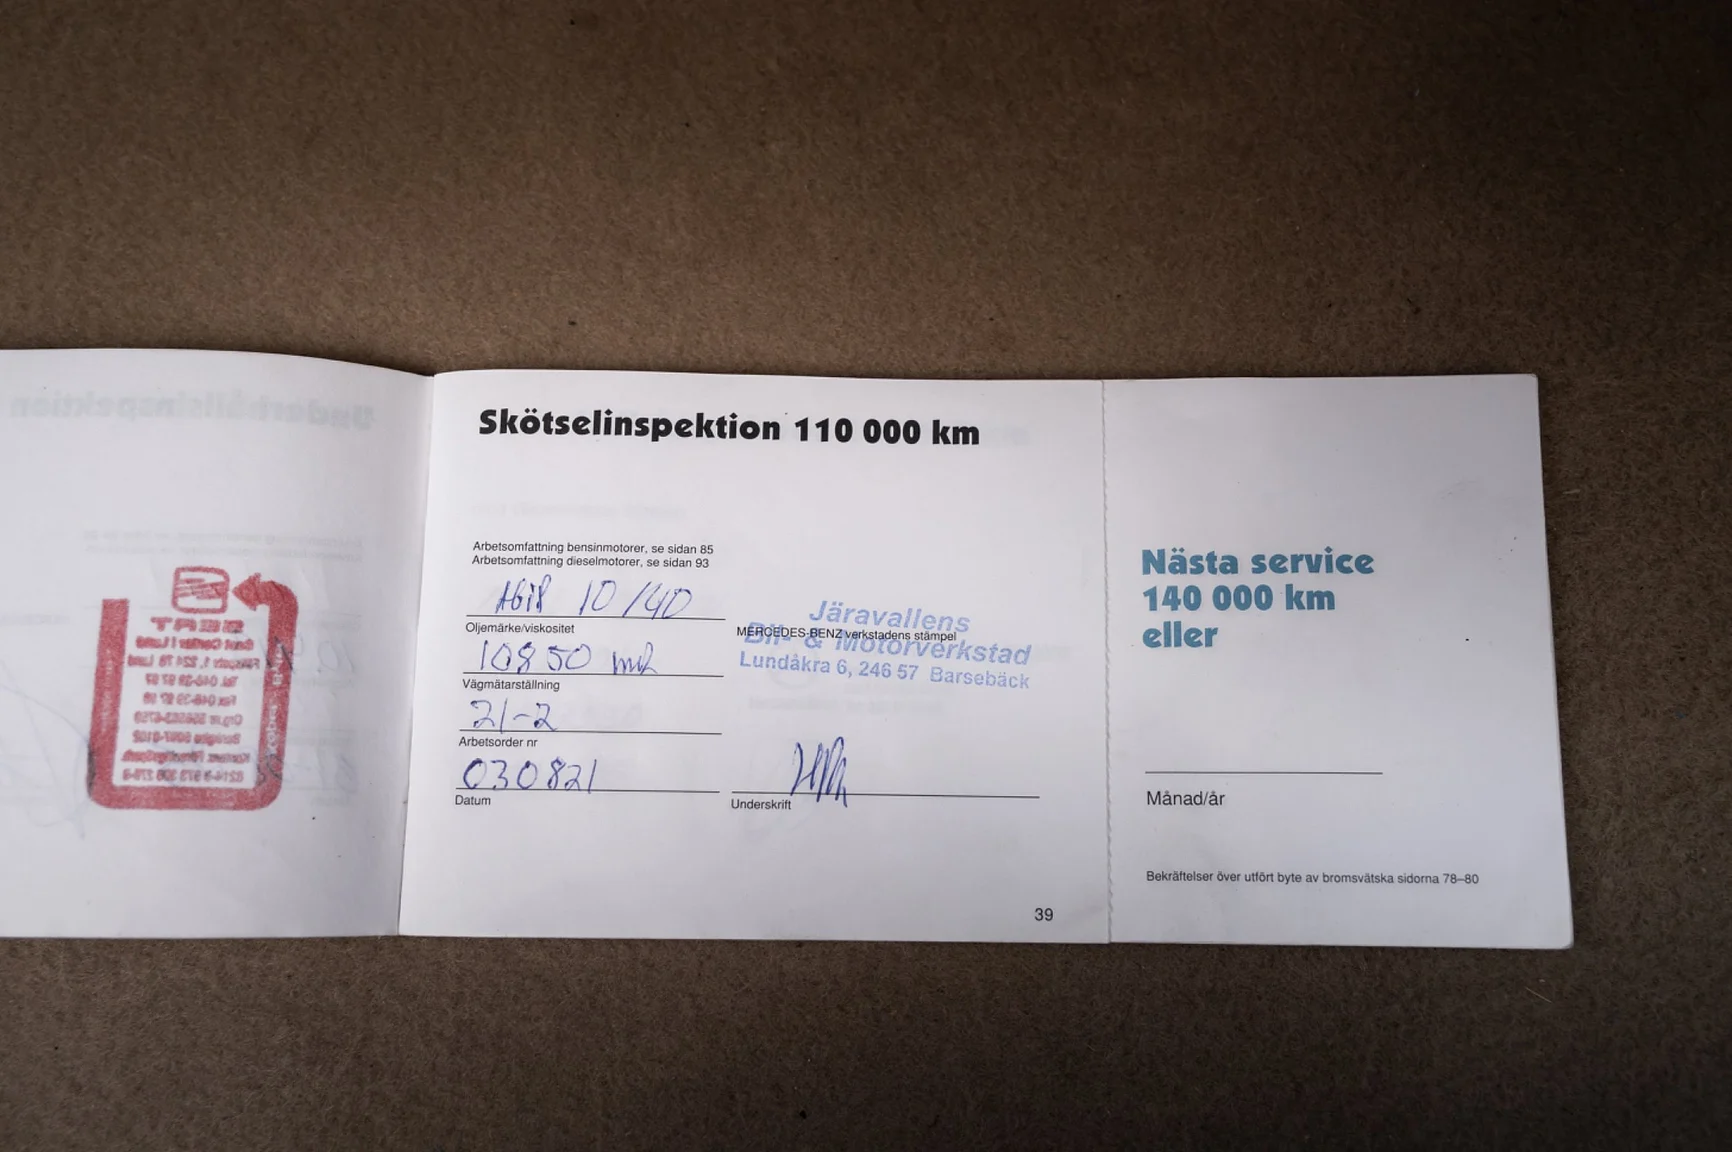 Skötselinspektion 110 000 km
Arbetsomfattning bensinmotorer, se sidan 85
Arbetsomfattning dieselmotorer, se sidan 93
10/40
Oljemärke/viskositet
10850 mil
Vägmätarställning
21-2
Arbetsorder nr
030821
Datum
Järavallens
MERCEDES-BENZ verkstadens stämpel
Bil- & Motorverkstad
Lundåkra 6, 246 57 Barsebäck
Underskrift
39
Nästa service
140 000 km
eller
Månad/år
Bekräftelser över utfört byte av bromsvätska sidorna 78–80
Underhållsinspektion
SEAT